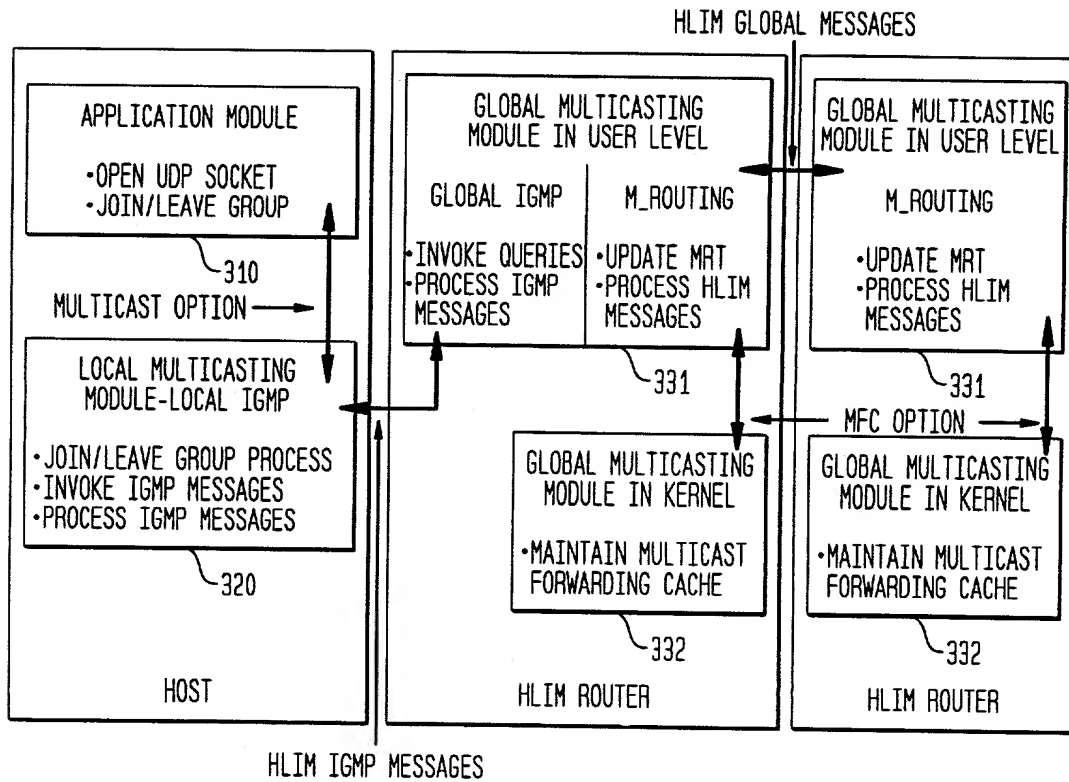 HLIM GLOBAL MESSAGES
APPLICATION MODULE
•OPEN UDP SOCKET
•JOIN/LEAVE GROUP
310
MULTICAST OPTION
LOCAL MULTICASTING
MODULE-LOCAL IGMP
•JOIN/LEAVE GROUP PROCESS
•INVOKE IGMP MESSAGES
•PROCESS IGMP MESSAGES
320
HOST
GLOBAL MULTICASTING
MODULE IN USER LEVEL
GLOBAL IGMP
•INVOKE QUERIES
•PROCESS IGMP
MESSAGES
M_ROUTING
•UPDATE MRT
•PROCESS HLIM
MESSAGES
331
MFC OPTION
GLOBAL MULTICASTING
MODULE IN KERNEL
•MAINTAIN MULTICAST
FORWARDING CACHE
332
HLIM ROUTER
GLOBAL MULTICASTING
MODULE IN USER LEVEL
M_ROUTING
•UPDATE MRT
•PROCESS HLIM
MESSAGES
331
GLOBAL MULTICASTING
MODULE IN KERNEL
•MAINTAIN MULTICAST
FORWARDING CACHE
332
HLIM ROUTER
HLIM IGMP MESSAGES